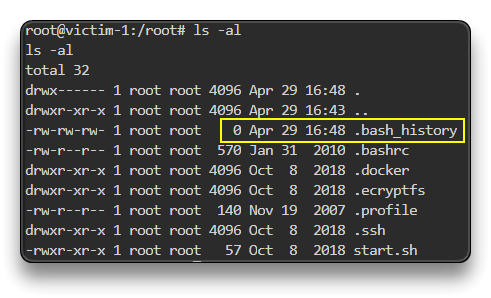 root@victim-1:/root# ls -al
ls -al
total 32
drwx------ 1 root root 4096 Apr 29 16:48 .
drwxr-xr-x 1 root root 4096 Apr 29 16:43 ..
-rw-rw-rw- 1 root root    0 Apr 29 16:48 .bash_history
-rw-r--r-- 1 root root  570 Jan 31  2010 .bashrc
drwxr-xr-x 1 root root 4096 Oct  8  2018 .docker
drwxr-xr-x 1 root root 4096 Oct  8  2018 .ecryptfs
-rw-r--r-- 1 root root  140 Nov 19  2007 .profile
drwxr-xr-x 1 root root 4096 Oct  8  2018 .ssh
-rwxr-xr-x 1 root root   57 Oct  8  2018 start.sh